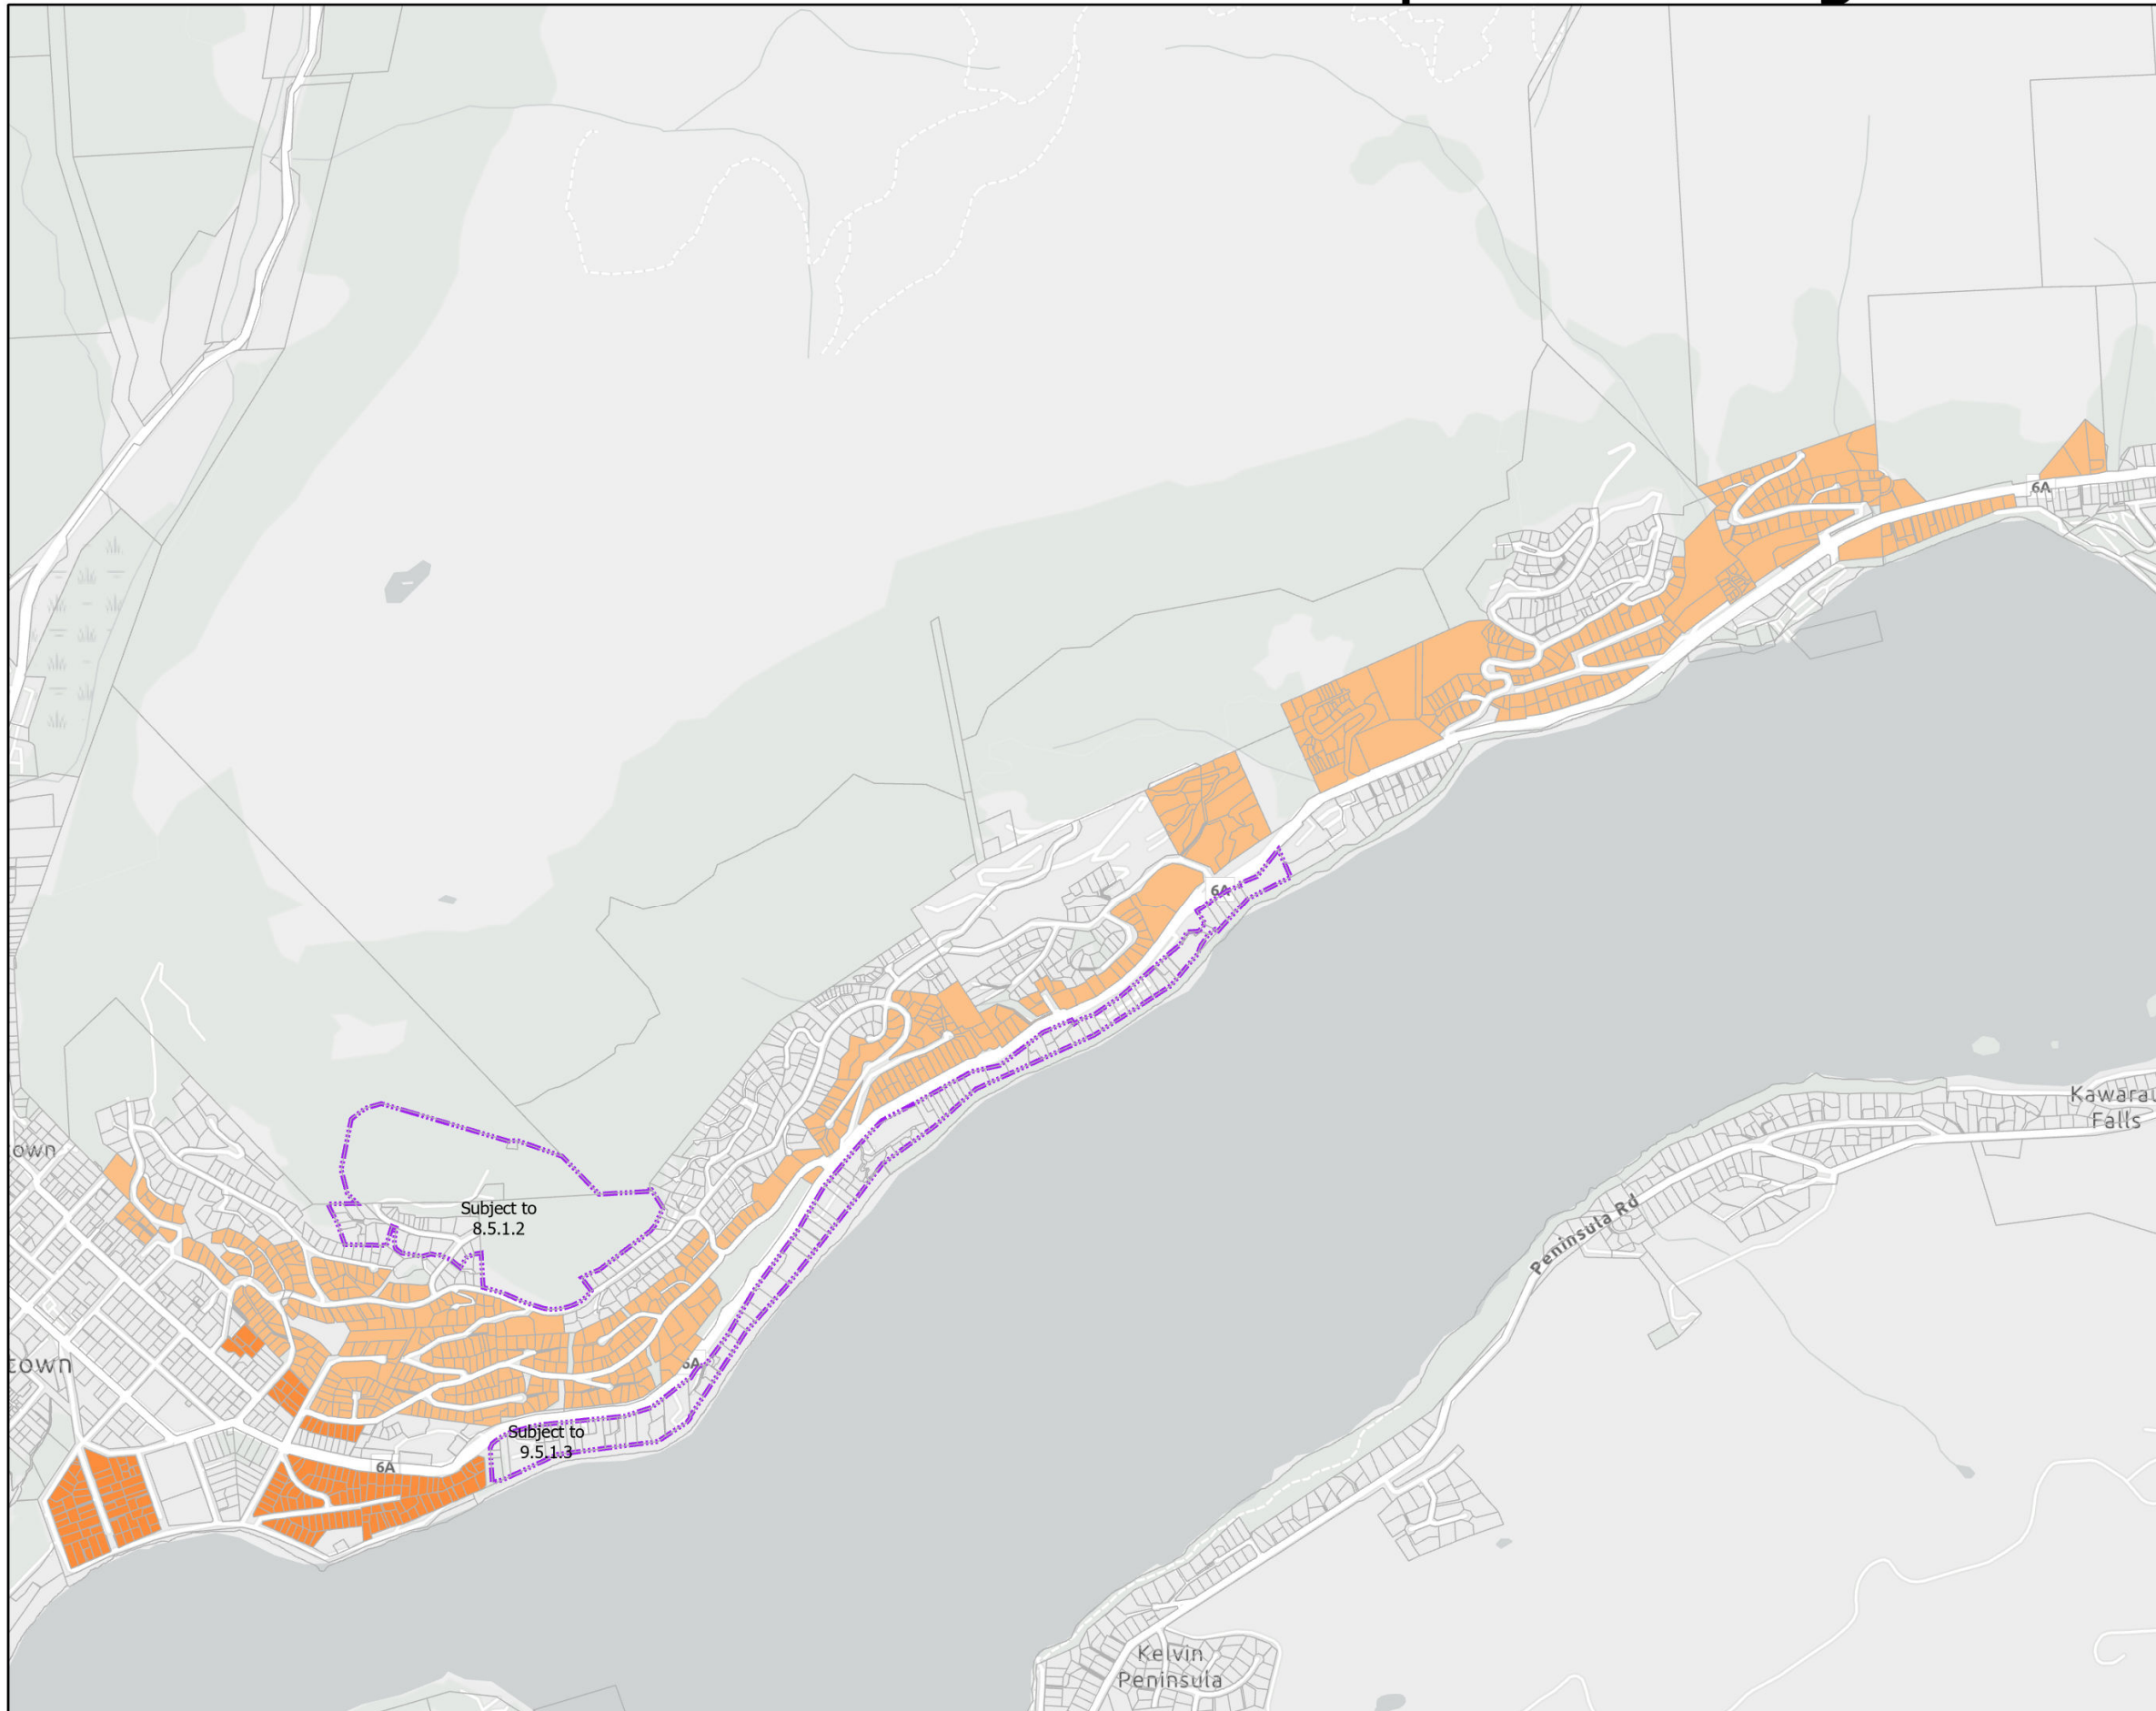 6A
6A
Kawarau
Falls
own
Subject to
8.5.1.2
Peninsula Rd
town
6A
Subject to
9.5.1.3
6A
Kelvin
Peninsula